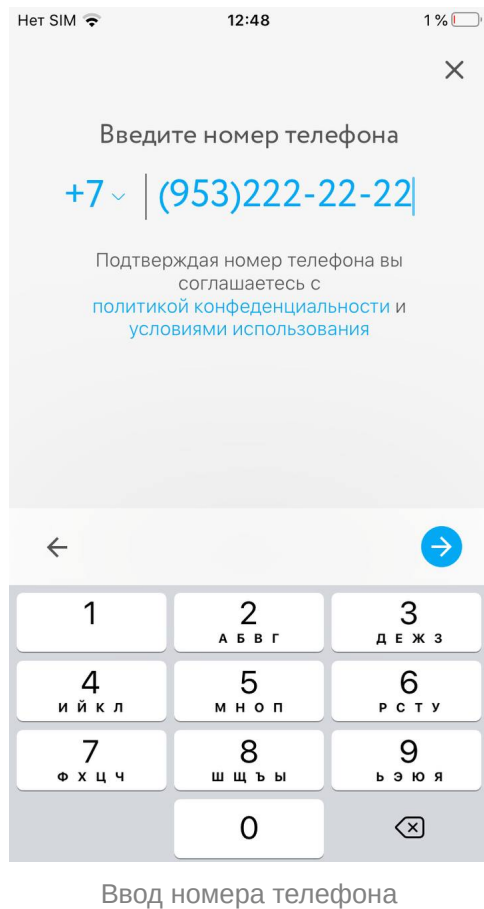 Нет SIM 12:48 1 %
Введите номер телефона
+7 (953)222-22-22
Подтверждая номер телефона вы
соглашаетесь с
политикой конфеденциальности и
условиями использования
1 2 3
А Б В Г Д Е Ж З
4 5 6
И Й К Л М Н О П Р С Т У
7 8 9
Ф Х Ц Ч Ш Щ Ъ Ы Ь Э Ю Я
0
Ввод номера телефона